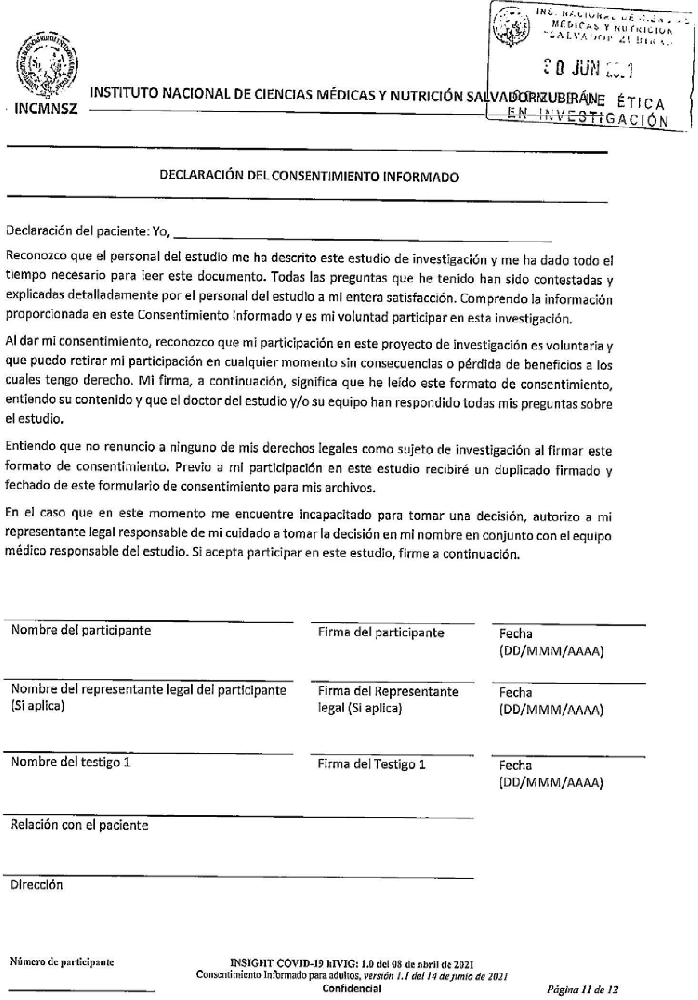 MEDICAS Y NUTRICION
JUN
ÉTICA
EN INVESTIGACIÓN
INSTITUTO NACIONAL DE CIENCIAS MÉDICAS Y NUTRICIÓN SALVADOR ZUBIRÁN
INCMNSZ
DECLARACIÓN DEL CONSENTIMIENTO INFORMADO
Declaración del paciente: Yo,
Reconozco que el personal del estudio me ha descrito este estudio de investigación y me ha dado todo el
tiempo necesario para leer este documento. Todas las preguntas que he tenido han sido contestadas y
explicadas detalladamente por el personal del estudio a mi entera satisfacción. Comprendo la información
proporcionada en este Consentimiento Informado y es mi voluntad participar en esta investigación.
Al dar mi consentimiento, reconozco que mi participación en este proyecto de investigación es voluntaria y
que puedo retirar mi participación en cualquier momento sin consecuencias o pérdida de beneficios a los
cuales tengo derecho. Mi firma, a continuación, significa que he leído este formato de consentimiento,
entiendo su contenido y que el doctor del estudio y/o su equipo han respondido todas mis preguntas sobre
el estudio.
Entiendo que no renuncio a ninguno de mis derechos legales como sujeto de investigación al firmar este
formato de consentimiento. Previo a mi participación en este estudio recibiré un duplicado firmado y
fechado de este formulario de consentimiento para mis archivos.
En el caso que en este momento me encuentre incapacitado para tomar una decisión, autorizo a mi
representante legal responsable de mi cuidado a tomar la decisión en mi nombre en conjunto con el equipo
médico responsable del estudio. Si acepta participar en este estudio, firme a continuación.
Nombre del participante Firma del participante Fecha
(DD/MMM/AAAA)
Nombre del representante legal del participante Firma del Representante Fecha
(Si aplica) legal (Si aplica) (DD/MMM/AAAA)
Nombre del testigo 1 Firma del Testigo 1 Fecha
(DD/MMM/AAAA)
Relación con el paciente
Dirección
Número de participante INSIGHT COVID-19 hIVIG: 1.0 del 08 de abril de 2021
Consentimiento Informado para adultos, versión 1.1 del 14 de junio de 2021
Confidencial Página 11 de 12